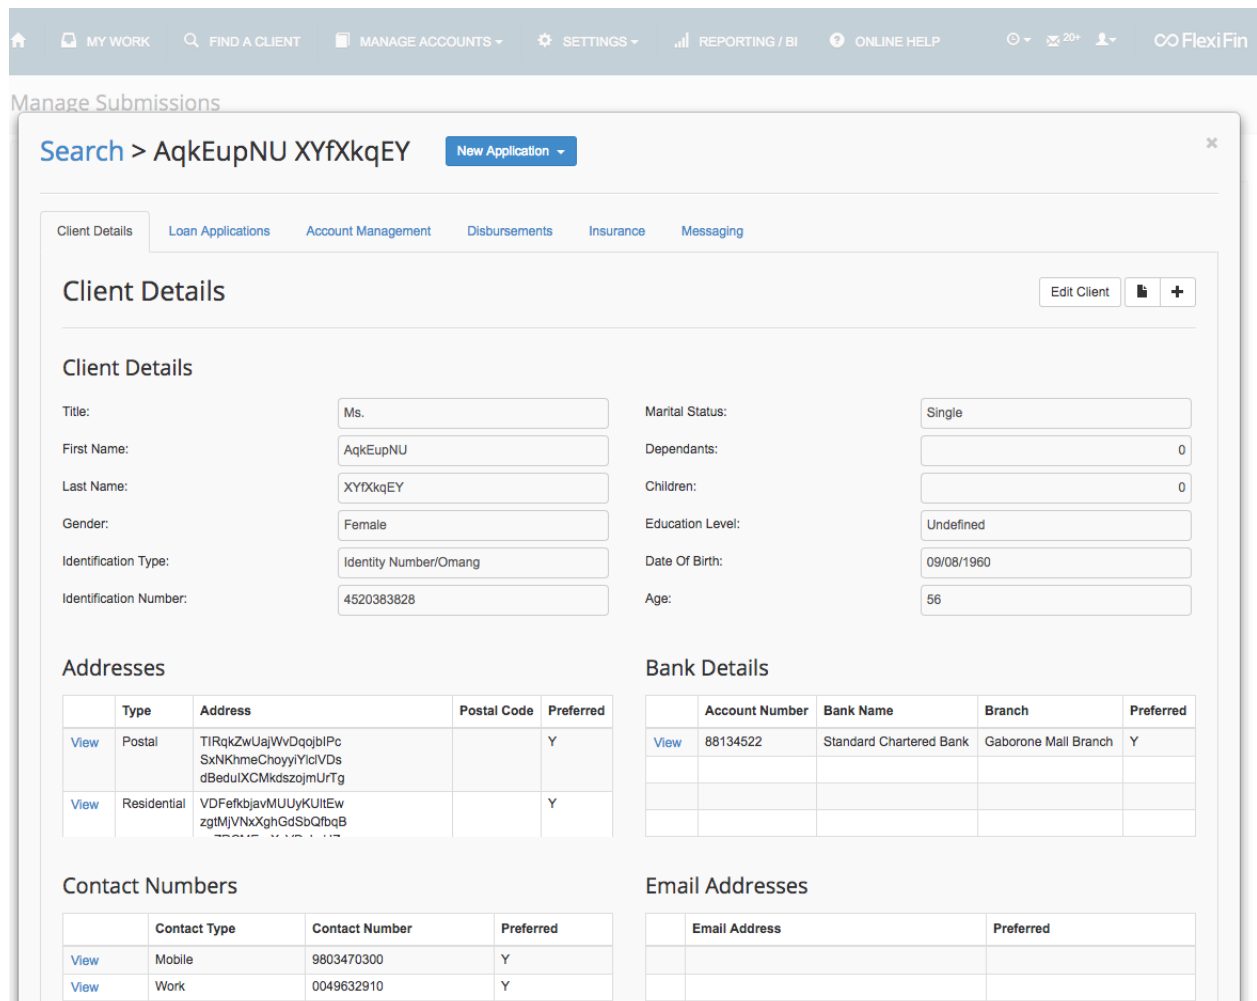 MY WORK FIND A CLIENT MANAGE ACCOUNTS SETTINGS REPORTING / BI ONLINE HELP 20+ FlexiFin
Manage Submissions
Search > AqkEupNU XYfXkqEY New Application ×
Client Details Loan Applications Account Management Disbursements Insurance Messaging
Client Details Edit Client
Client Details
Title: Ms. Marital Status: Single
First Name: AqkEupNU Dependants: 0
Last Name: XYfXkqEY Children: 0
Gender: Female Education Level: Undefined
Identification Type: Identity Number/Omang Date Of Birth: 09/08/1960
Identification Number: 4520383828 Age: 56
Addresses
Type Address Postal Code Preferred
View Postal TIRqkZwUajWvDqojbIPc Y
SxNKhmeChoyyiYlclVDs
dBeduIXCMkdszojmUrTg
View Residential VDFefkbjavMUUyKUltEw Y
zgtMjVNxXghGdSbQfbqB
Bank Details
Account Number Bank Name Branch Preferred
View 88134522 Standard Chartered Bank Gaborone Mall Branch Y
Contact Numbers
Contact Type Contact Number Preferred
View Mobile 9803470300 Y
View Work 0049632910 Y
Email Addresses
Email Address Preferred